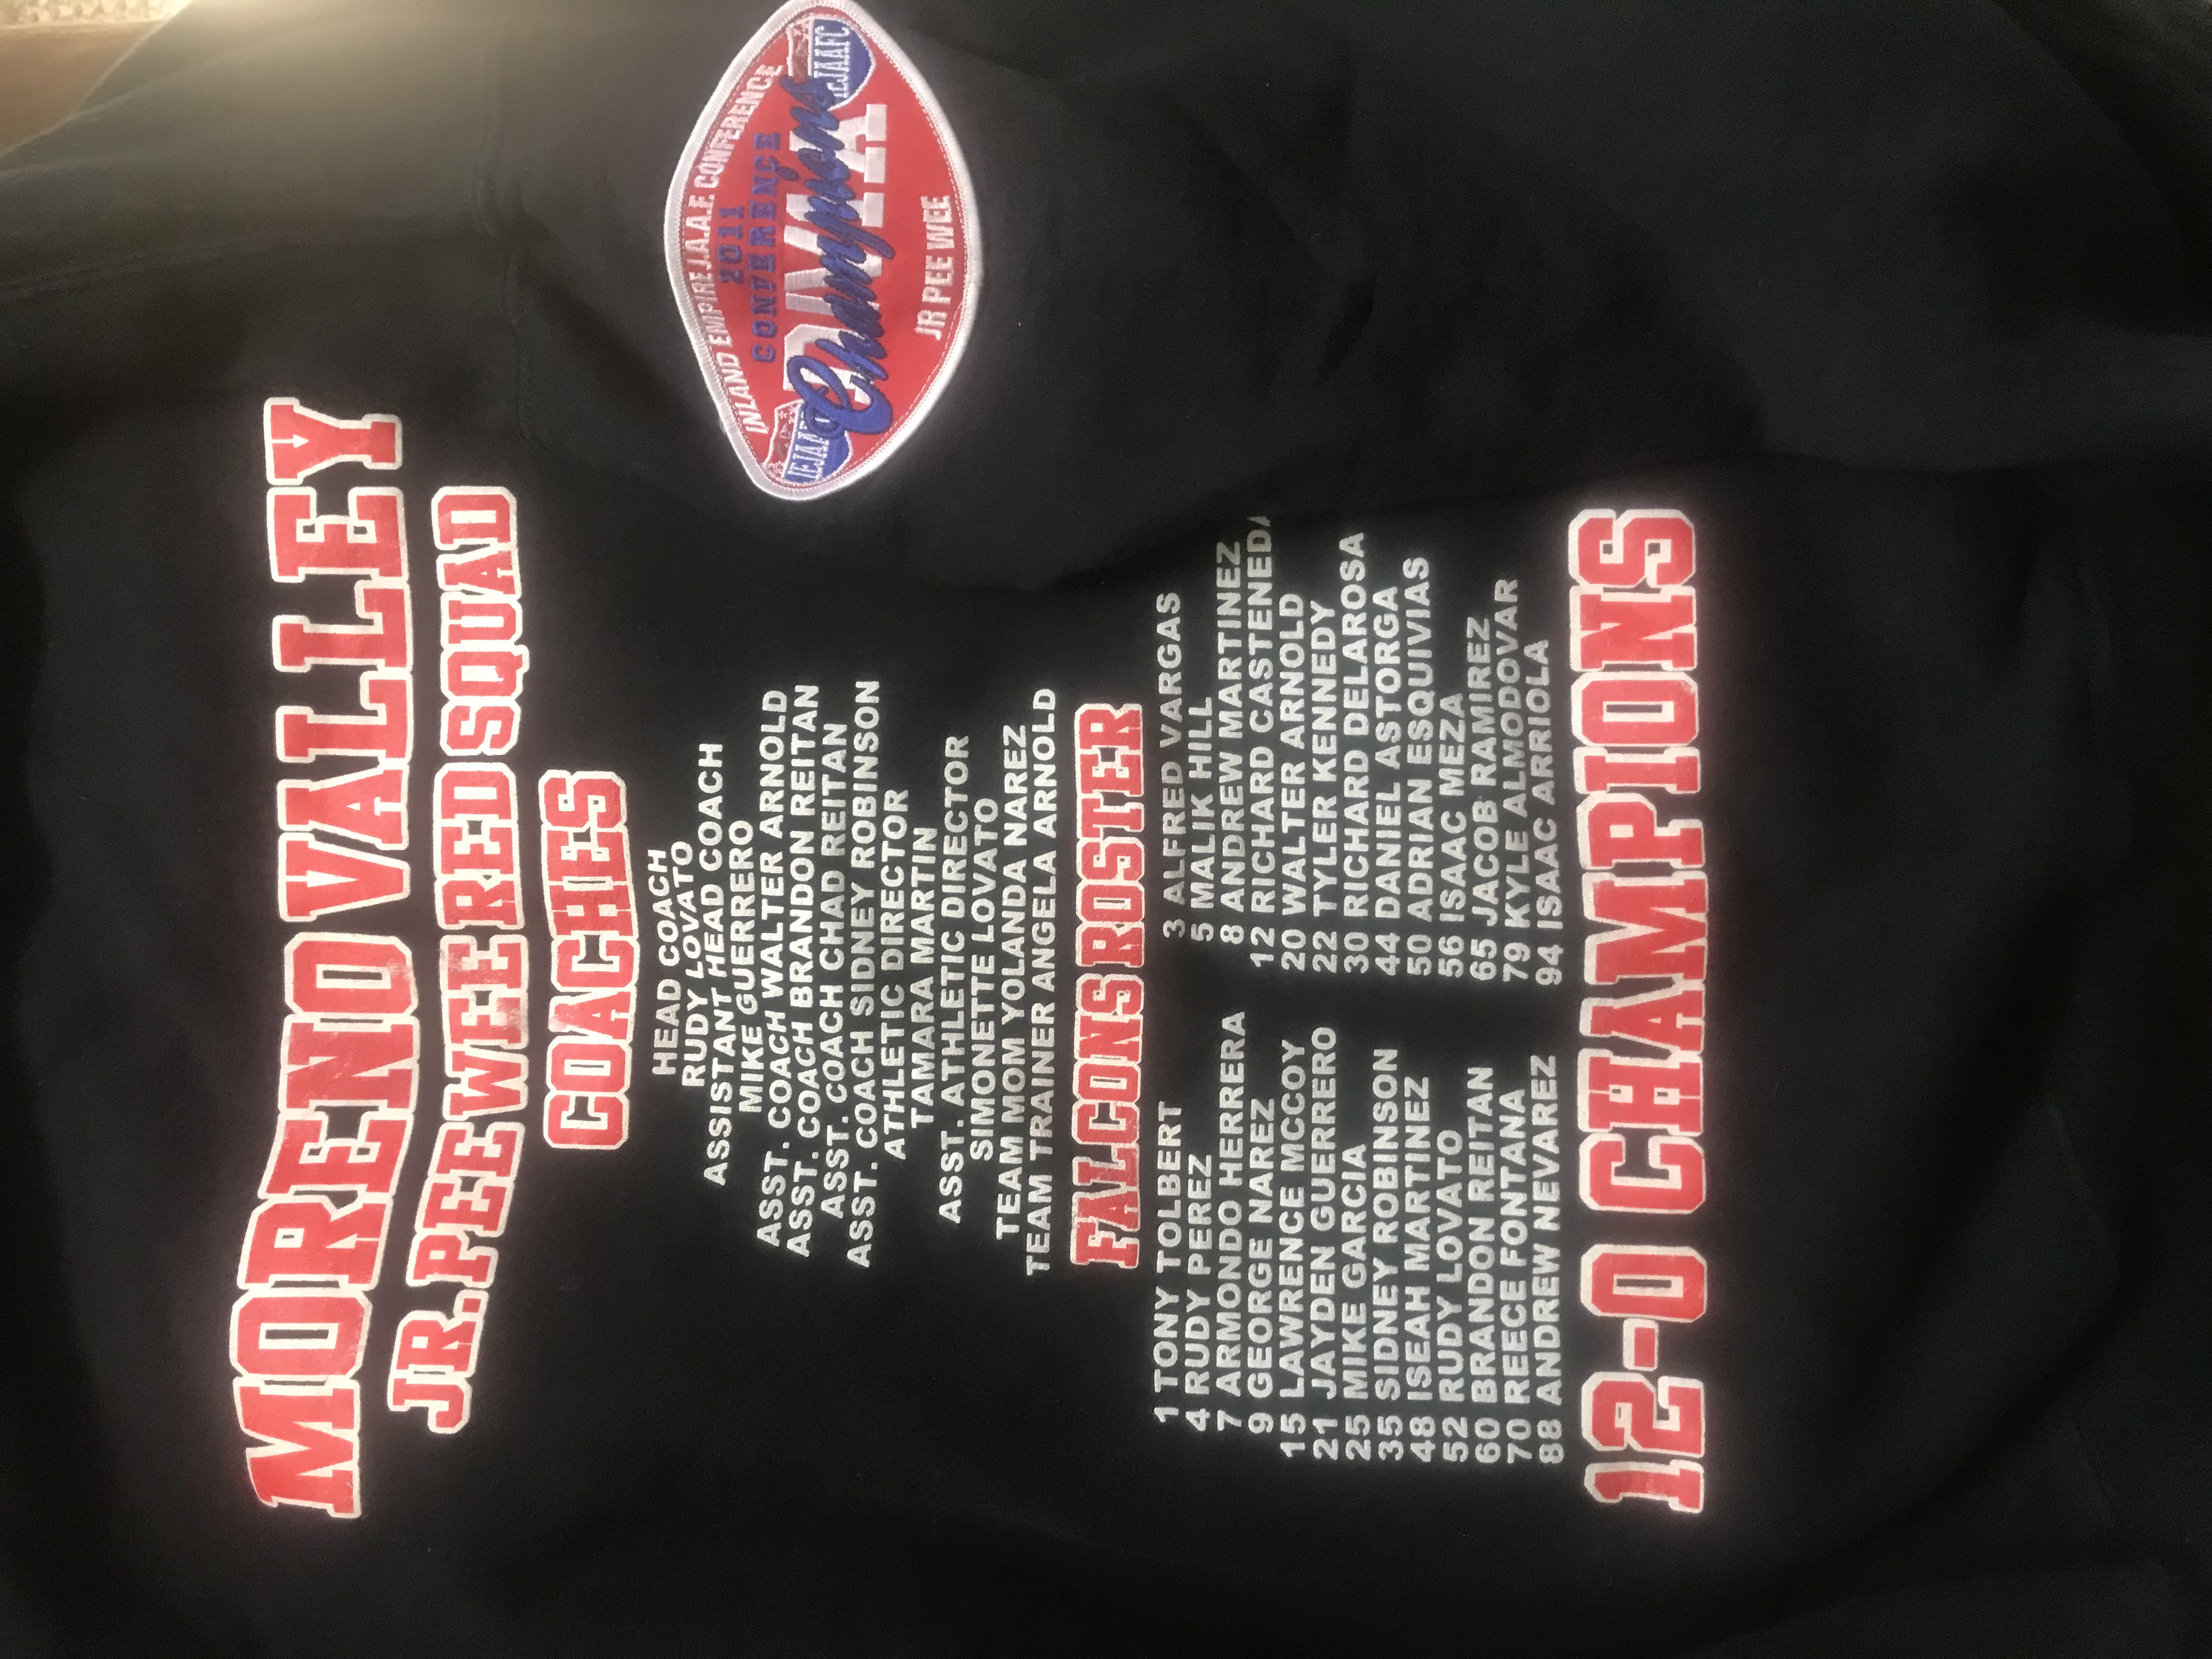 MORENO VALLEY
JR. PEE WEE RED SQUAD
COACHES
HEAD COACH
RUDY LOVATO
ASSISTANT HEAD COACH
MIKE GUERRERO
ASST. COACH WALTER ARNOLD
ASST. COACH BRANDON REITAN
ASST. COACH CHAD REITAN
ASST. COACH SIDNEY ROBINSON
ATHLETIC DIRECTOR
TAMARA MARTIN
ASST. ATHLETIC DIRECTOR
SIMONETTE LOVATO
TEAM MOM YOLANDA NAREZ
TEAM TRAINER ANGELA ARNOLD
FALCONS ROSTER
1 TONY TOLBERT 3 ALFRED VARGAS
4 RUDY PEREZ 5 MALIK HILL
7 ARMONDO HERRERA 8 ANDREW MARTINEZ
9 GEORGE NAREZ 12 RICHARD CASTENEDA
15 LAWRENCE MCCOY 20 WALTER ARNOLD
21 JAYDEN GUERRERO 22 TYLER KENNEDY
25 MIKE GARCIA 30 RICHARD DELAROSA
35 SIDNEY ROBINSON 44 DANIEL ASTORGA
48 ISEAH MARTINEZ 50 ADRIAN ESQUIVIAS
52 RUDY LOVATO 56 ISAAC MEZA
60 BRANDON REITAN 65 JACOB RAMIREZ
70 REECE FONTANA 79 KYLE ALMODOVAR
88 ANDREW NEVAREZ 94 ISAAC ARRIOLA
12-0 CHAMPIONS
INLAND EMPIRE J.A.A.F. CONFERENCE
2011
CONFERENCE
Champions
IEJAAFC
JR PEE WEE